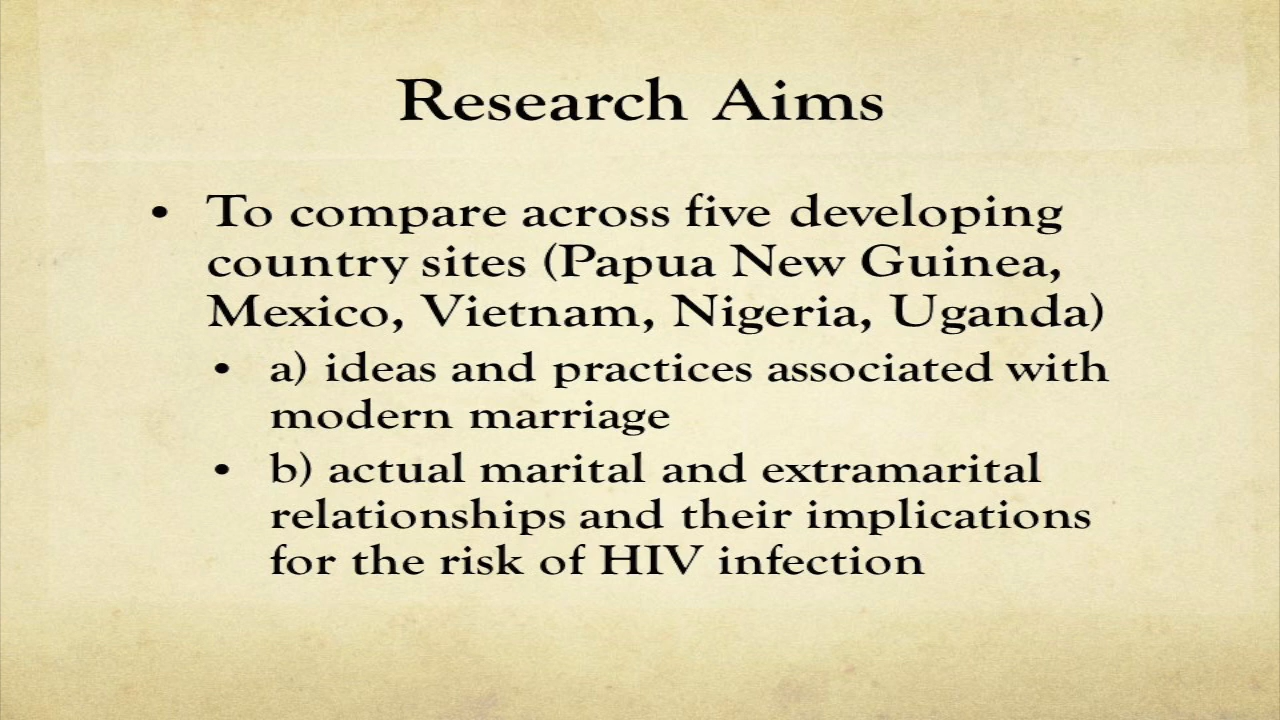 Research Aims
• To compare across five developing
country sites (Papua New Guinea,
Mexico, Vietnam, Nigeria, Uganda)
• a) ideas and practices associated with
modern marriage
• b) actual marital and extramarital
relationships and their implications
for the risk of HIV infection